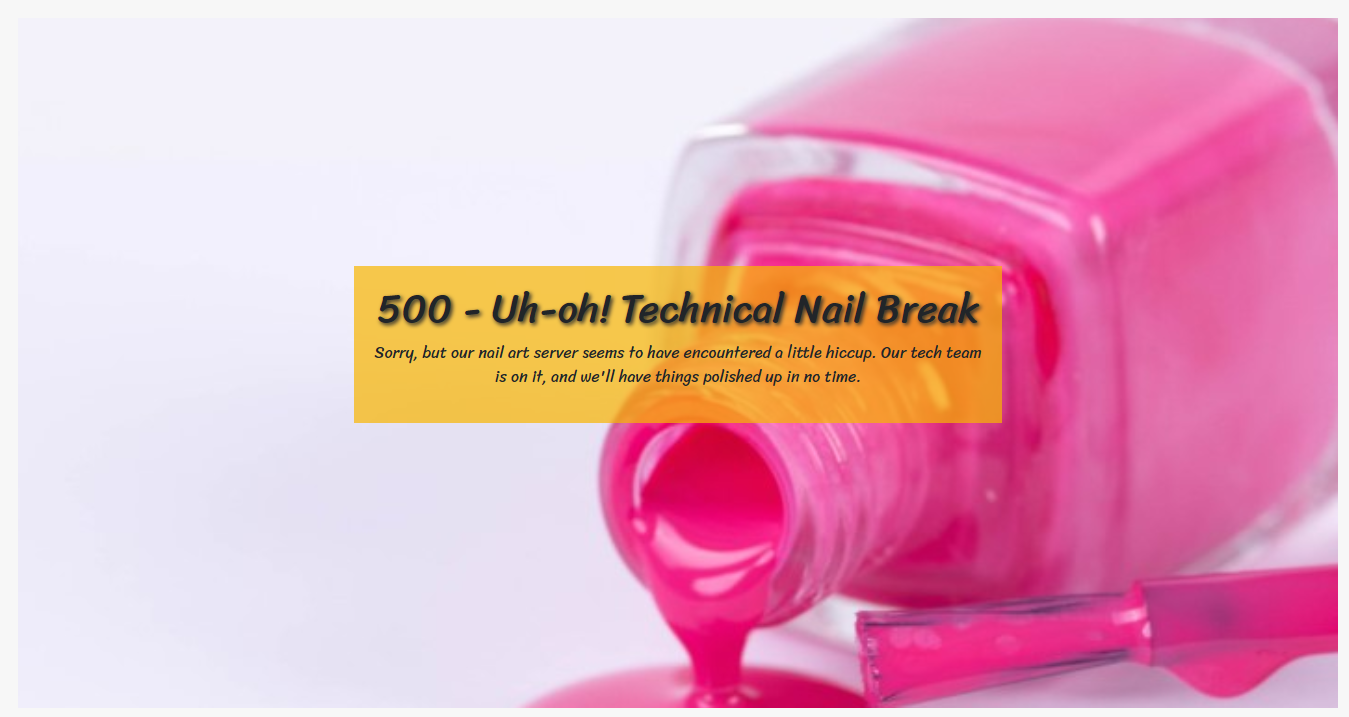 500 - Uh-oh! Technical Nail Break
Sorry, but our nail art server seems to have encountered a little hiccup. Our tech team
is on it, and we'll have things polished up in no time.